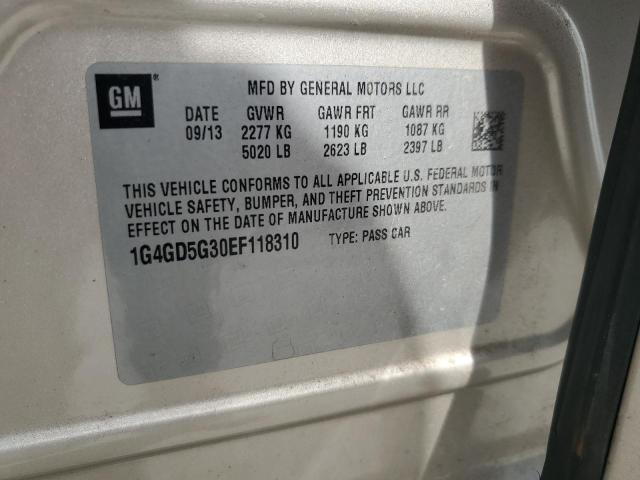 GM ®
MFD BY GENERAL MOTORS LLC
DATE GVWR GAWR FRT GAWR RR
09/13 2277 KG 1190 KG 1087 KG
5020 LB 2623 LB 2397 LB
THIS VEHICLE CONFORMS TO ALL APPLICABLE U.S. FEDERAL MOTOR
VEHICLE SAFETY, BUMPER, AND THEFT PREVENTION STANDARDS IN
EFFECT ON THE DATE OF MANUFACTURE SHOWN ABOVE.
1G4GD5G30EF118310 TYPE: PASS CAR